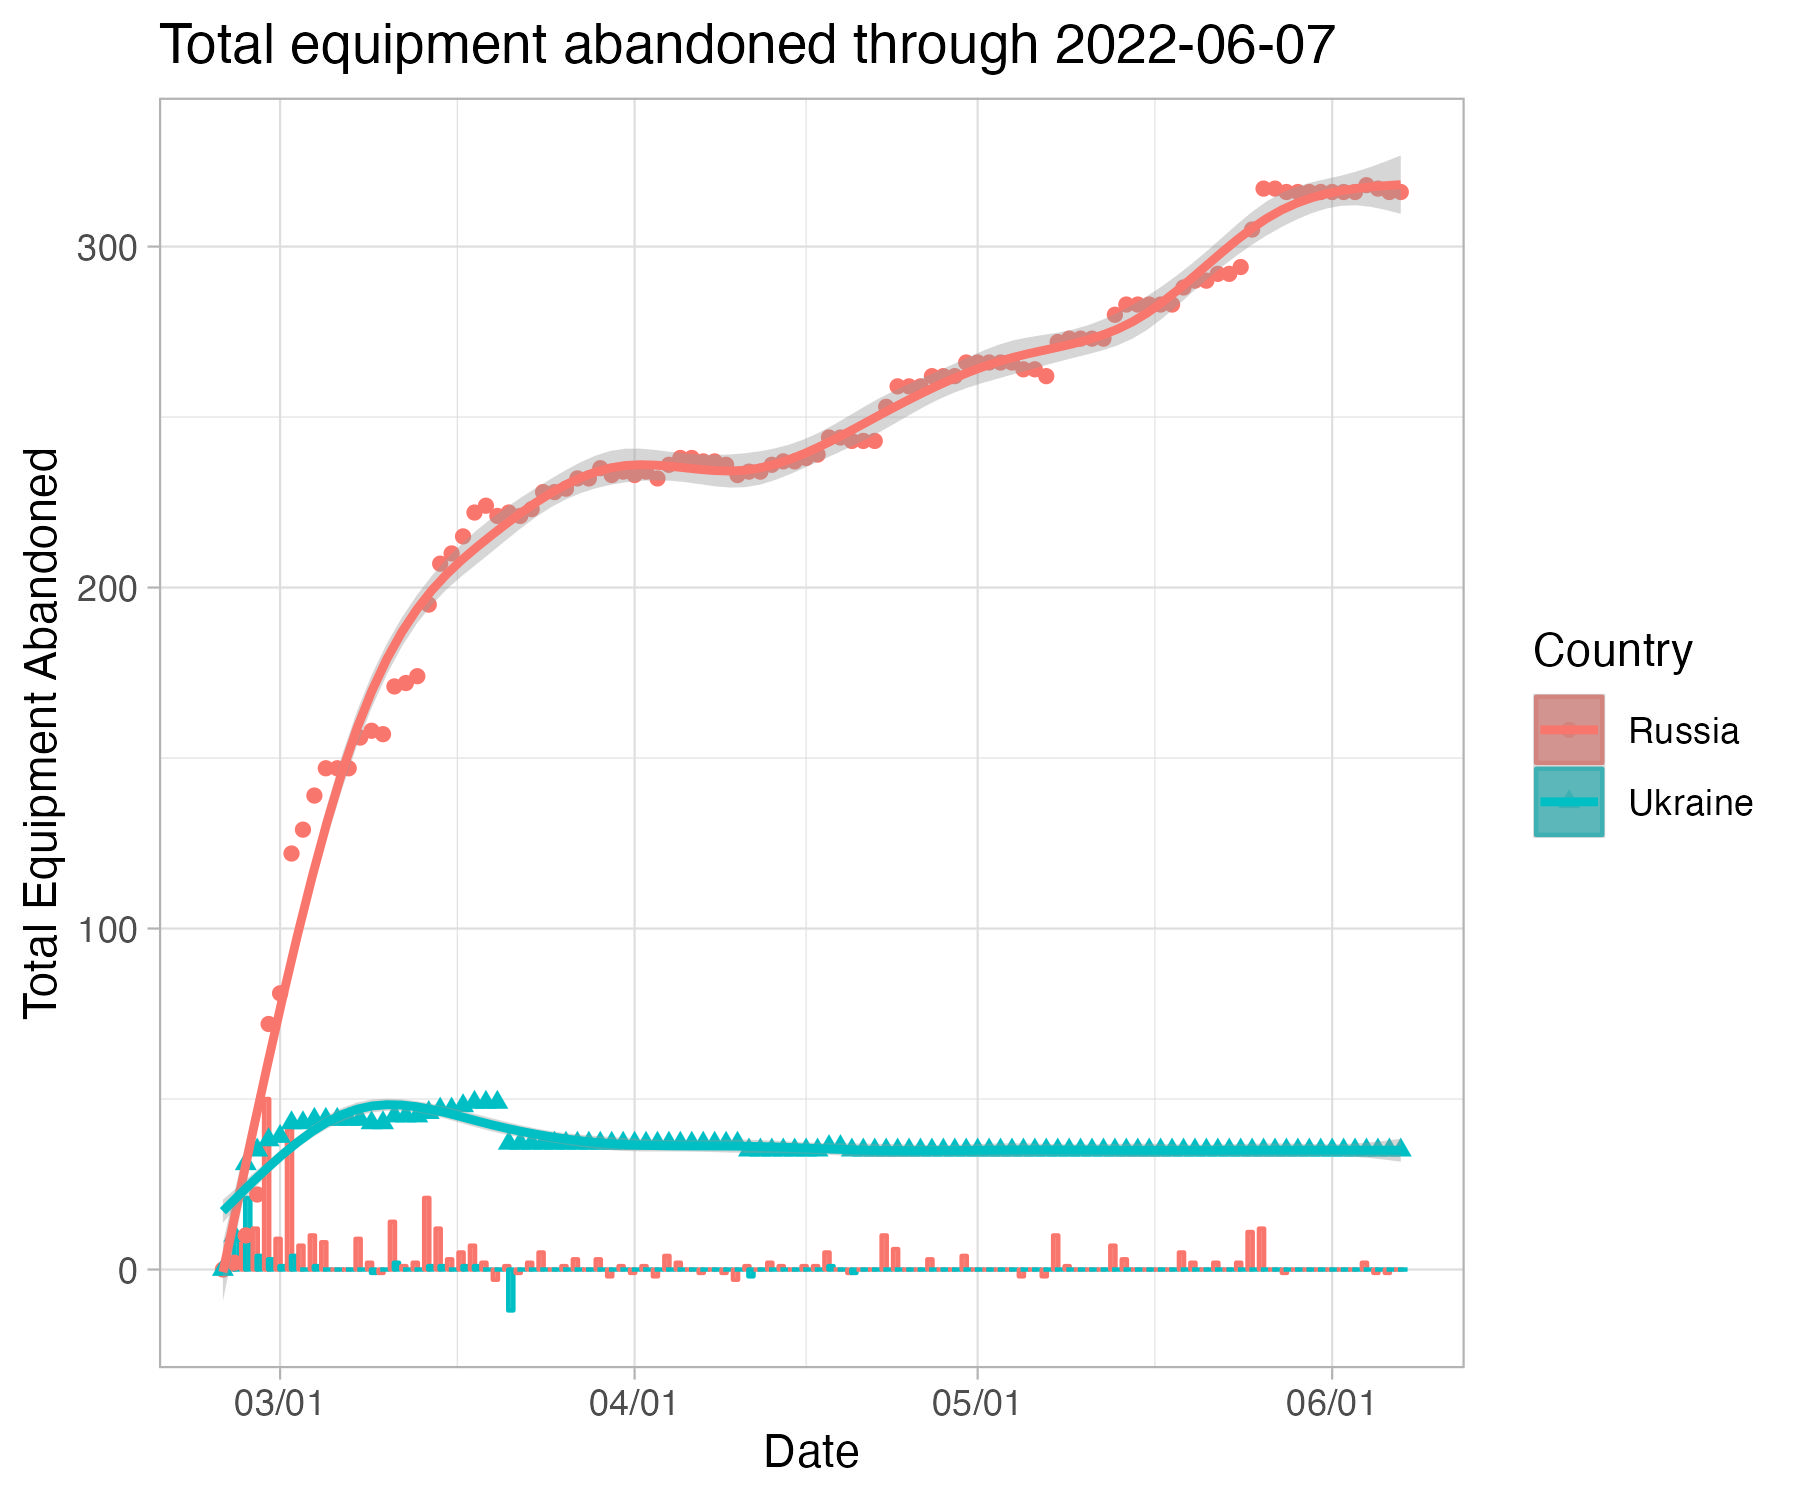 Total equipment abandoned through 2022-06-07
Total Equipment Abandoned
300
200
100
0
03/01
04/01
05/01
06/01
Date
Country
Russia
Ukraine